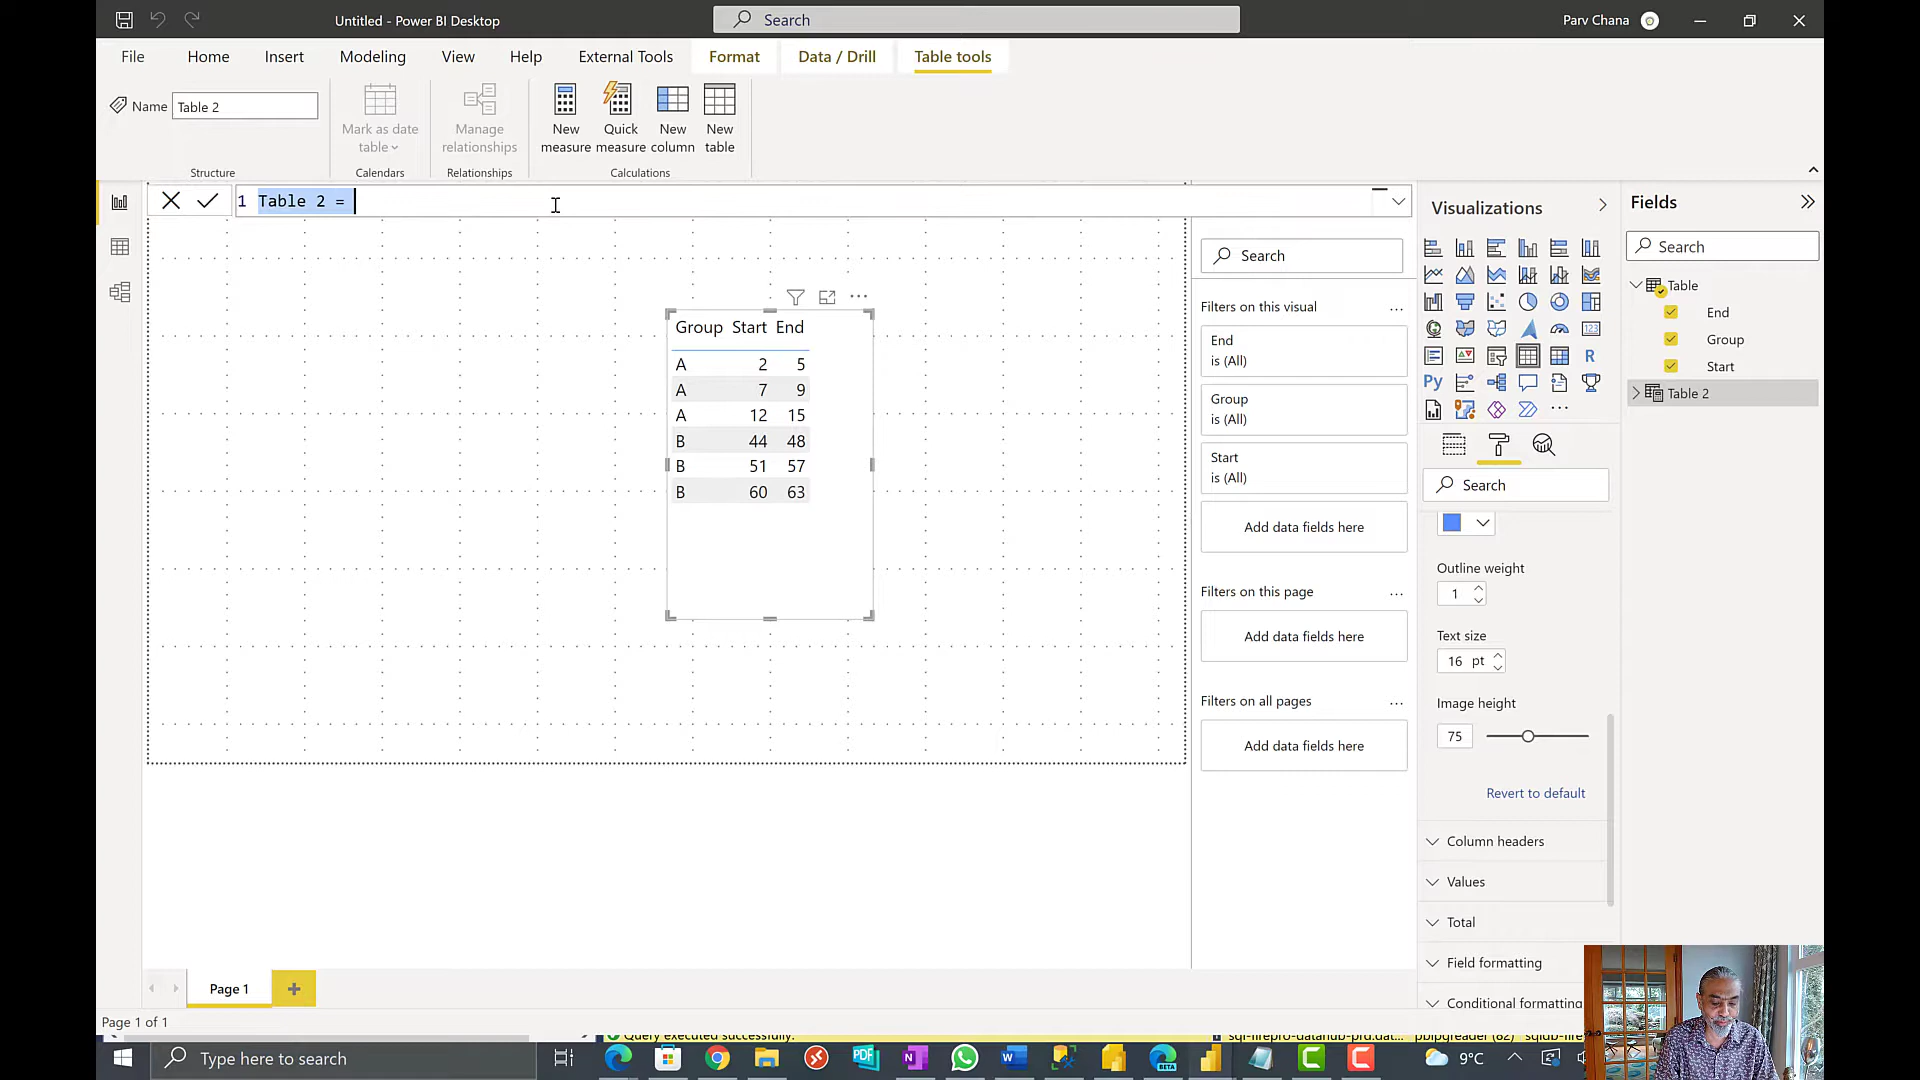 Untitled - Power BI Desktop
Search
Parv Chana
File
Home
Insert
Modeling
View
Help
External Tools
Format
Data / Drill
Table tools
Name
Table 2
Mark as date
table
Manage
relationships
New
measure
Quick
measure
New
column
New
table
Structure
Calendars
Relationships
Calculations
1 Table 2 =
Group Start End
A 2 5
A 7 9
A 12 15
B 44 48
B 51 57
B 60 63
Search
Filters on this visual
End
is (All)
Group
is (All)
Start
is (All)
Add data fields here
Filters on this page
Add data fields here
Filters on all pages
Add data fields here
Visualizations
123
R
Py
Search
Outline weight
1
Text size
16 pt
Image height
75
Revert to default
Column headers
Values
Total
Field formatting
Conditional formatting
Fields
Search
Table
End
Group
Start
Table 2
Page 1
Page 1 of 1
Query executed successfully.
Type here to search
PDF
BETA
9°C